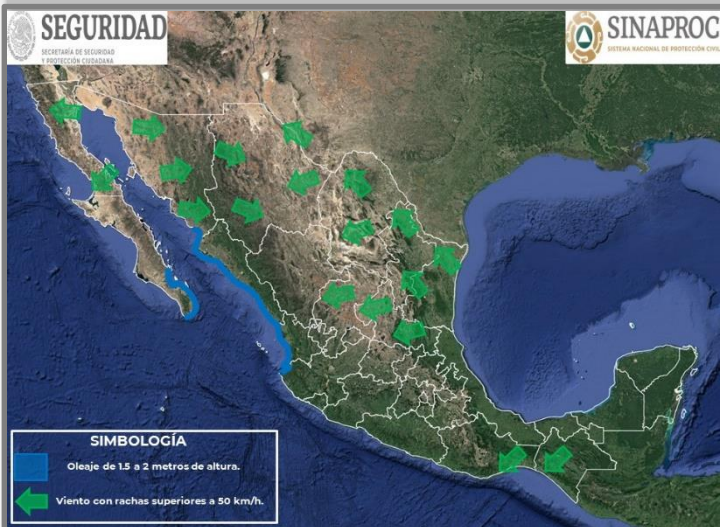 SEGURIDAD
SECRETARÍA DE SEGURIDAD
Y PROTECCIÓN CIUDADANA
SINAPROC
SISTEMA NACIONAL DE PROTECCIÓN CIVIL
SIMBOLOGÍA
Oleaje de 1.5 a 2 metros de altura.
Viento con rachas superiores a 50 km/h.